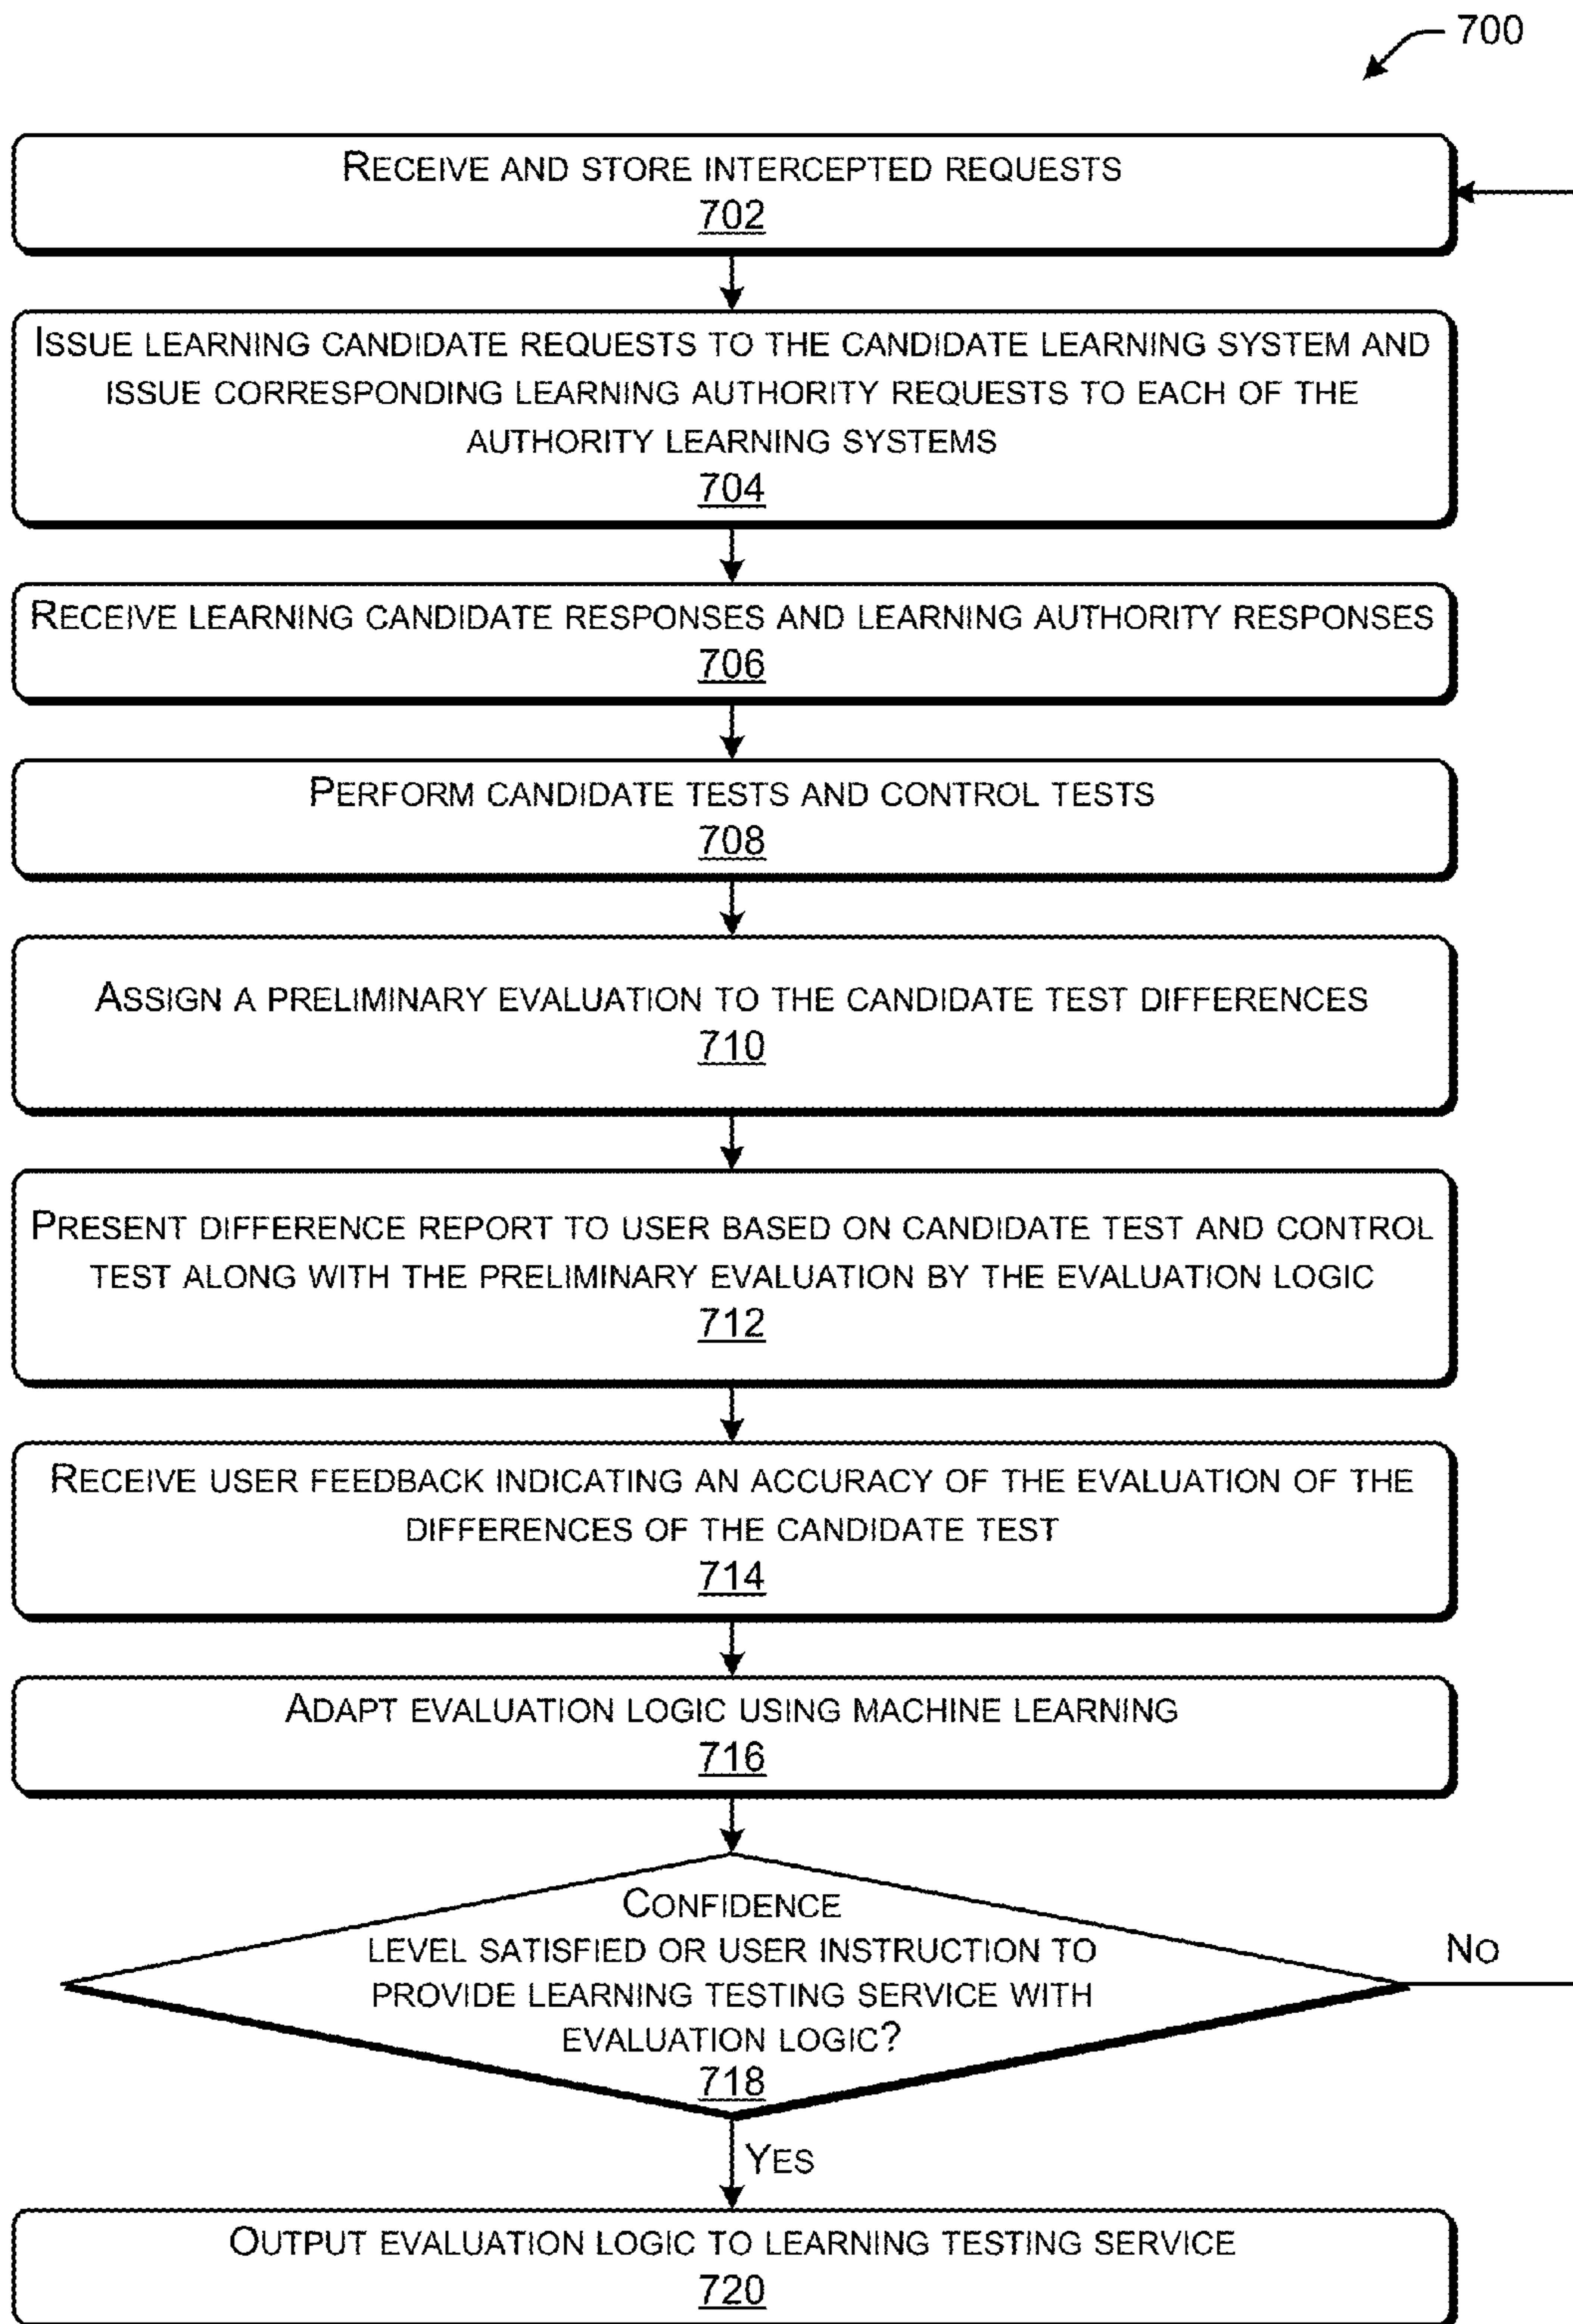 700
RECEIVE AND STORE INTERCEPTED REQUESTS
702
ISSUE LEARNING CANDIDATE REQUESTS TO THE CANDIDATE LEARNING SYSTEM AND
ISSUE CORRESPONDING LEARNING AUTHORITY REQUESTS TO EACH OF THE
AUTHORITY LEARNING SYSTEMS
704
RECEIVE LEARNING CANDIDATE RESPONSES AND LEARNING AUTHORITY RESPONSES
706
PERFORM CANDIDATE TESTS AND CONTROL TESTS
708
ASSIGN A PRELIMINARY EVALUATION TO THE CANDIDATE TEST DIFFERENCES
710
PRESENT DIFFERENCE REPORT TO USER BASED ON CANDIDATE TEST AND CONTROL
TEST ALONG WITH THE PRELIMINARY EVALUATION BY THE EVALUATION LOGIC
712
RECEIVE USER FEEDBACK INDICATING AN ACCURACY OF THE EVALUATION OF THE
DIFFERENCES OF THE CANDIDATE TEST
714
ADAPT EVALUATION LOGIC USING MACHINE LEARNING
716
CONFIDENCE
LEVEL SATISFIED OR USER INSTRUCTION TO
PROVIDE LEARNING TESTING SERVICE WITH
EVALUATION LOGIC?
718
NO
YES
OUTPUT EVALUATION LOGIC TO LEARNING TESTING SERVICE
720